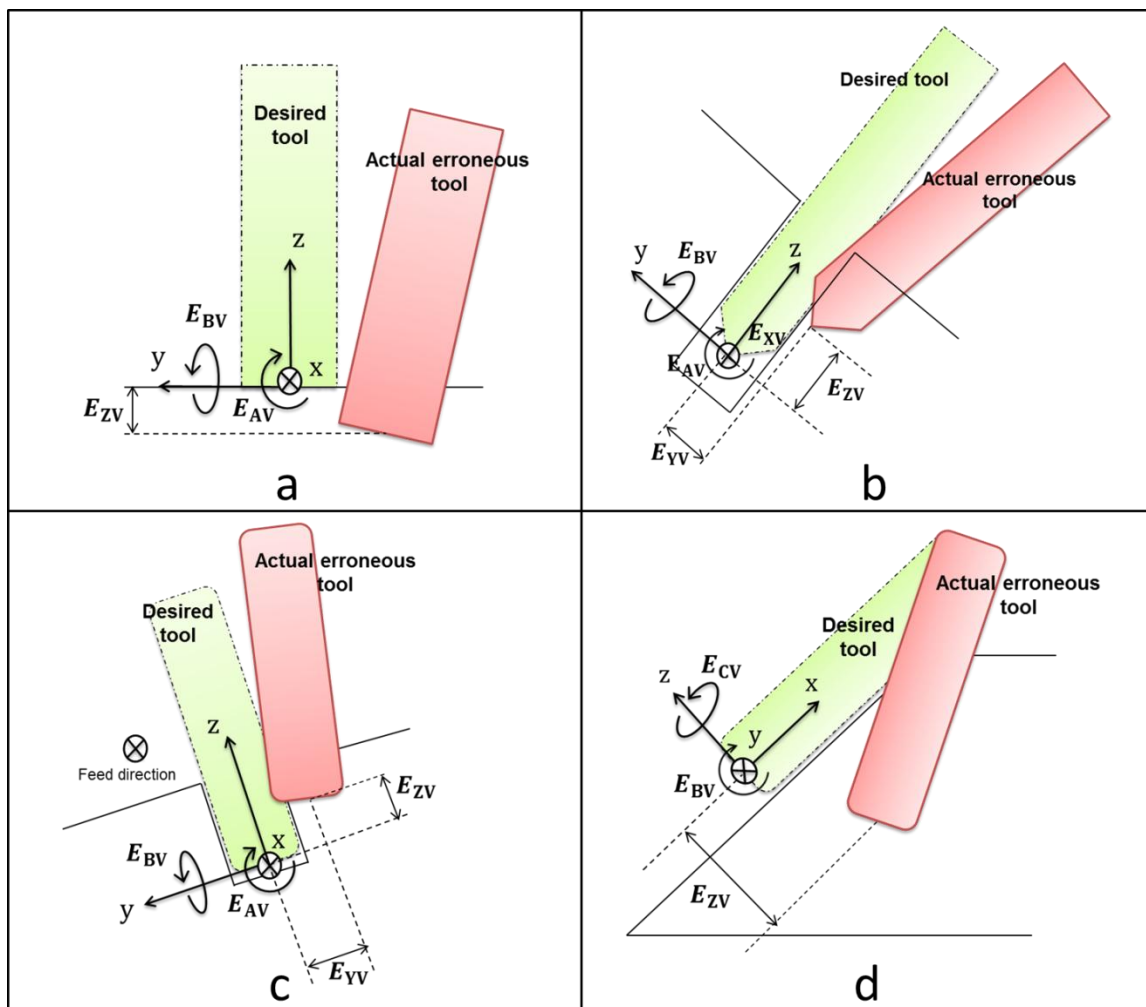 Desired
tool
Actual erroneous
tool
z
E_BV
y
x
E_AV
E_ZV
a
Desired tool
Actual erroneous
tool
y
E_BV
z
E_XV
E_AV
E_ZV
E_YV
b
Actual erroneous
tool
Desired
tool
z
Feed direction
E_ZV
x
E_BV
y
E_AV
E_YV
c
Actual erroneous
tool
Desired
tool
E_CV
z
x
y
E_BV
E_ZV
d